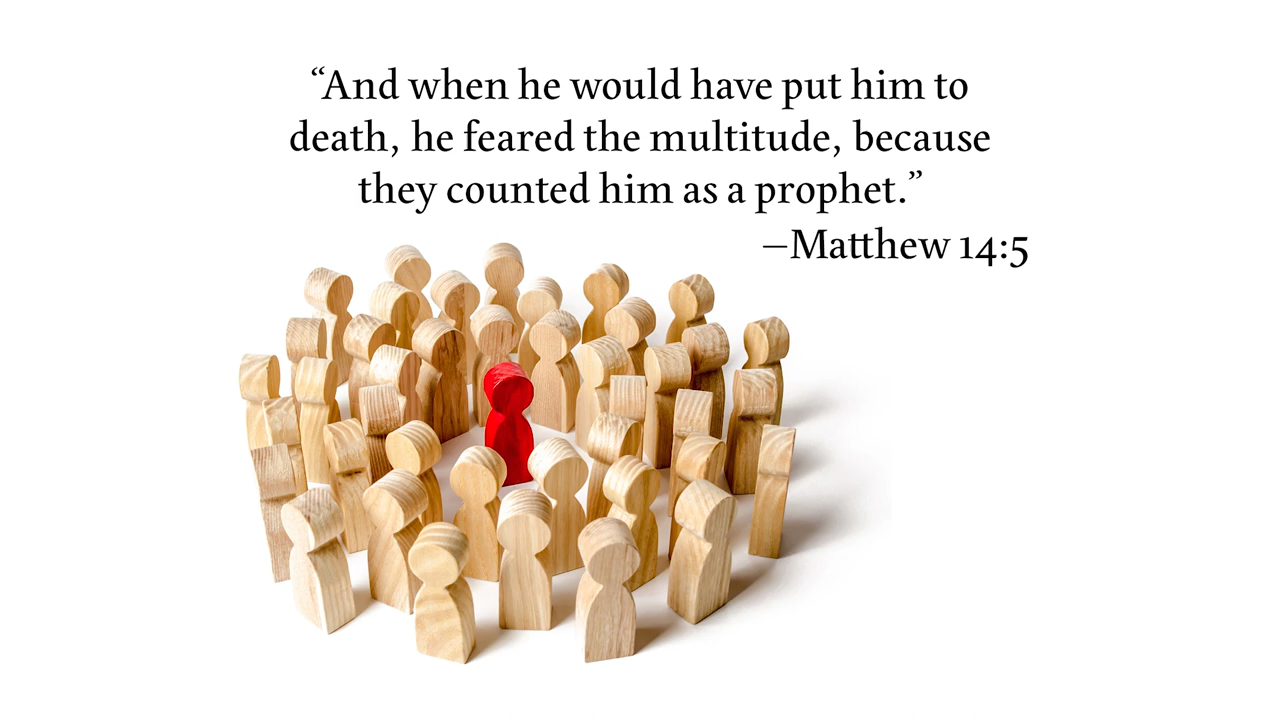 “And when he would have put him to
death, he feared the multitude, because
they counted him as a prophet.”
–Matthew 14:5